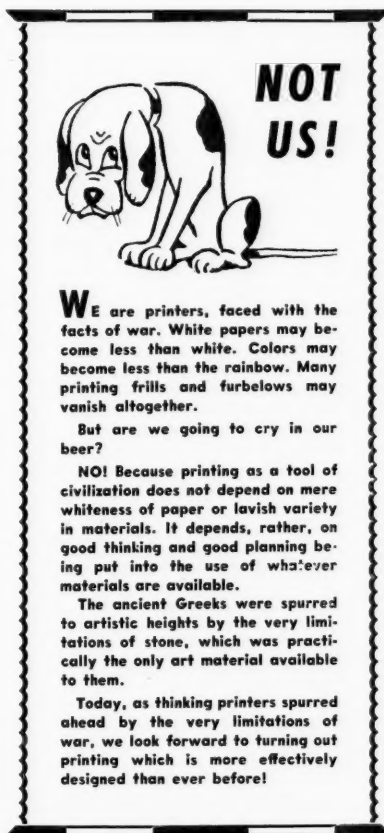 NOT
US!
WE are printers, faced with the
facts of war. White papers may be-
come less than white. Colors may
become less than the rainbow. Many
printing frills and furbelows may
vanish altogether.
But are we going to cry in our
beer?
NO! Because printing as a tool of
civilization does not depend on mere
whiteness of paper or lavish variety
in materials. It depends, rather, on
good thinking and good planning be-
ing put into the use of whatever
materials are available.
The ancient Greeks were spurred
to artistic heights by the very limi-
tations of stone, which was practi-
cally the only art material available
to them.
Today, as thinking printers spurred
ahead by the very limitations of
war, we look forward to turning out
printing which is more effectively
designed than ever before!